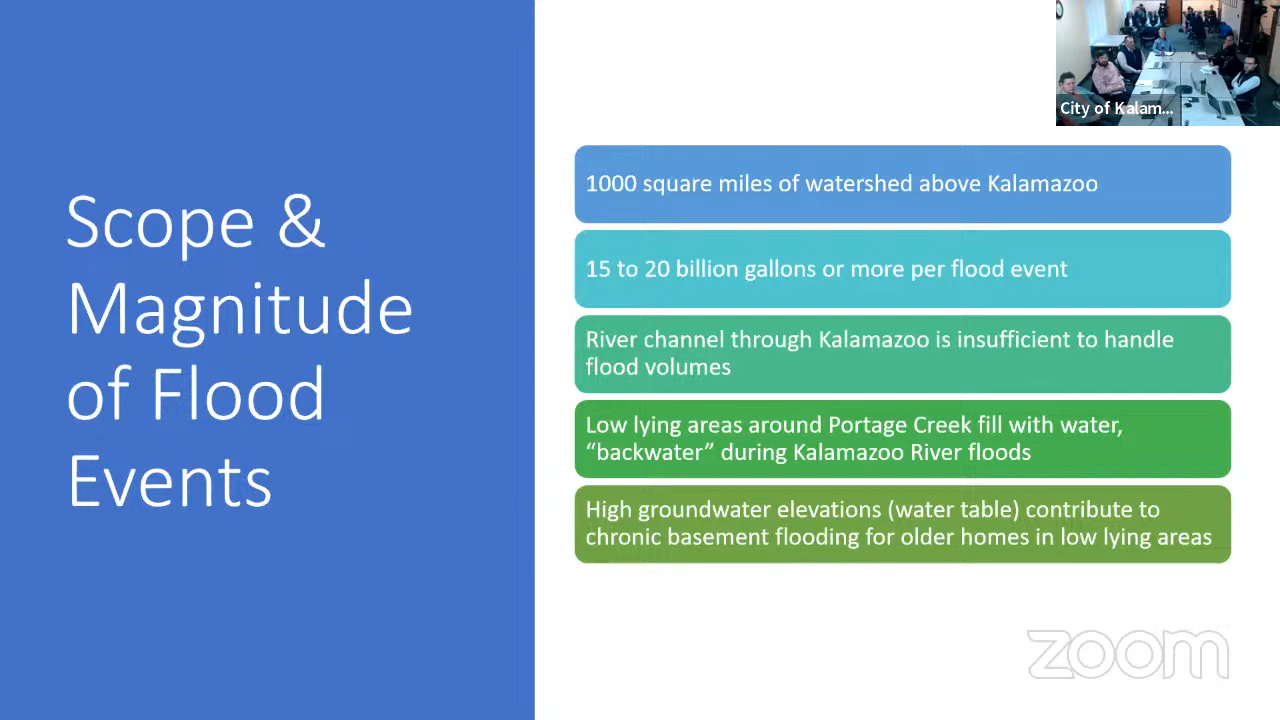 City of Kalam...
Scope &
Magnitude
of Flood
Events
1000 square miles of watershed above Kalamazoo
15 to 20 billion gallons or more per flood event
River channel through Kalamazoo is insufficient to handle
flood volumes
Low lying areas around Portage Creek fill with water,
“backwater” during Kalamazoo River floods
High groundwater elevations (water table) contribute to
chronic basement flooding for older homes in low lying areas
zoom